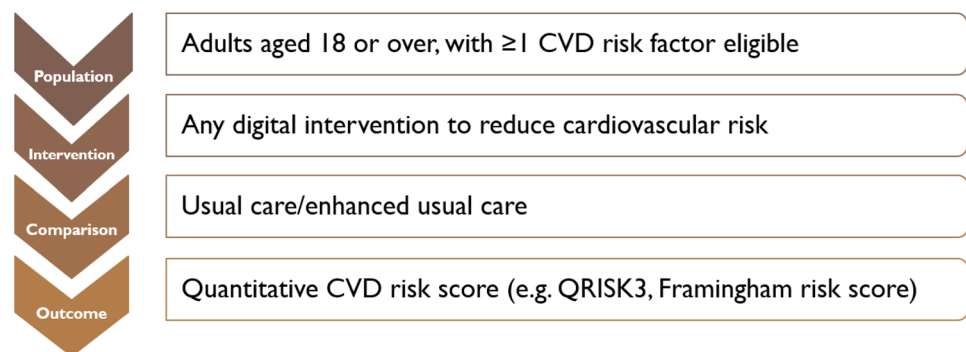 Population
Adults aged 18 or over, with ≥1 CVD risk factor eligible
Intervention
Any digital intervention to reduce cardiovascular risk
Comparison
Usual care/enhanced usual care
Outcome
Quantitative CVD risk score (e.g. QRISK3, Framingham risk score)